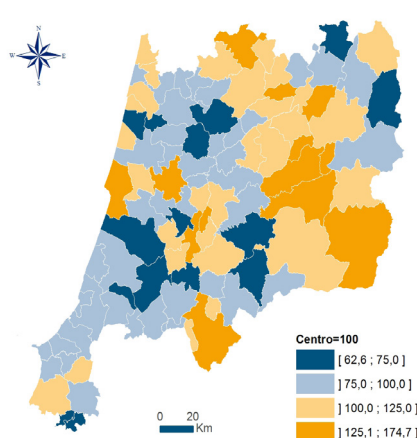 N
W E
S
Centro=100
] 62,6 ; 75,0 ]
] 75,0 ; 100,0 ]
] 100,0 ; 125,0 ]
] 125,1 ; 174,7 ]
0 20
Km